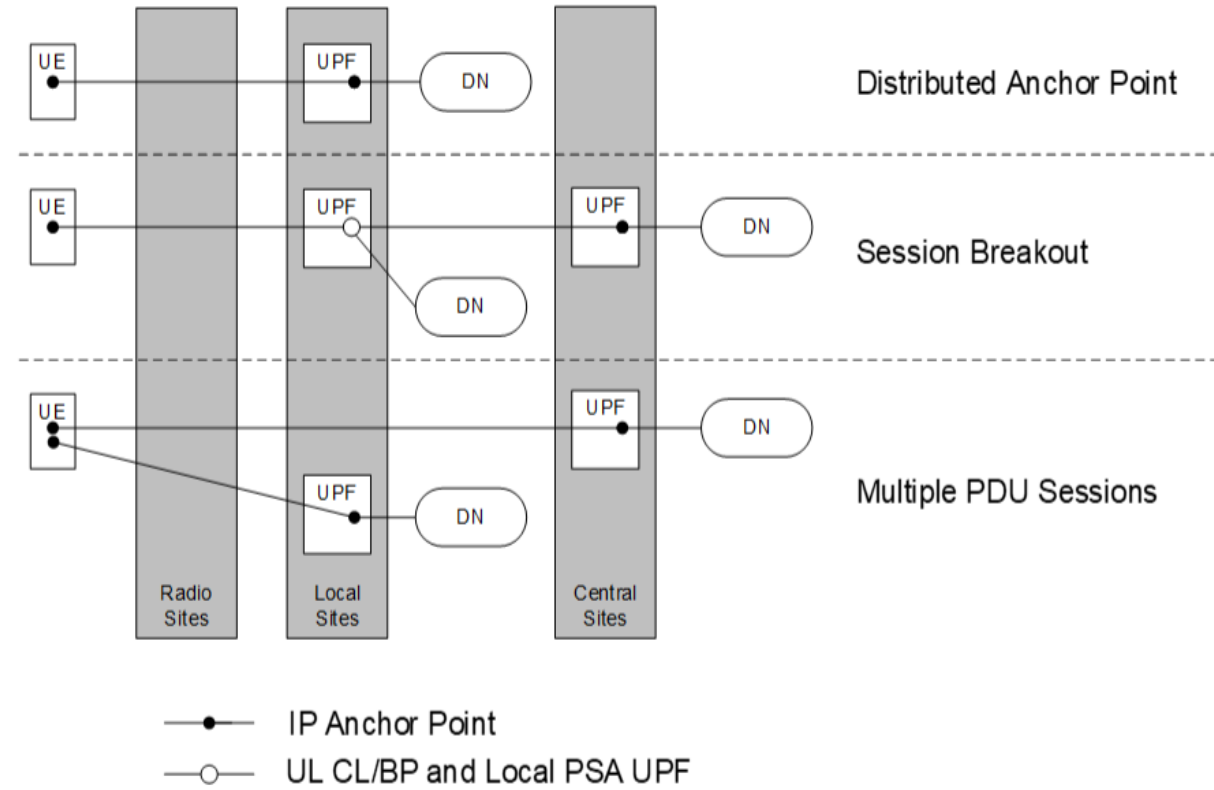 UE
UPF
DN
Distributed Anchor Point
UE
UPF
UPF
DN
Session Breakout
DN
UE
UPF
DN
Multiple PDU Sessions
UPF
DN
Radio
Sites
Local
Sites
Central
Sites
IP Anchor Point
UL CL/BP and Local PSA UPF